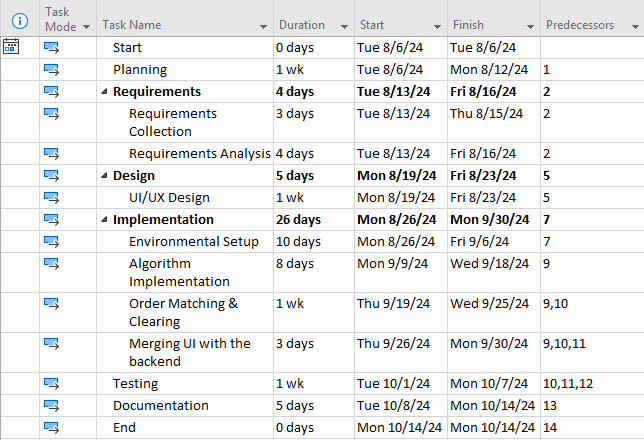 Task Mode Task Name Duration Start Finish Predecessors
Start 0 days Tue 8/6/24 Tue 8/6/24
Planning 1 wk Tue 8/6/24 Mon 8/12/24 1
Requirements 4 days Tue 8/13/24 Fri 8/16/24 2
Requirements Collection 3 days Tue 8/13/24 Thu 8/15/24 2
Requirements Analysis 4 days Tue 8/13/24 Fri 8/16/24 2
Design 5 days Mon 8/19/24 Fri 8/23/24 5
UI/UX Design 1 wk Mon 8/19/24 Fri 8/23/24 5
Implementation 26 days Mon 8/26/24 Mon 9/30/24 7
Environmental Setup 10 days Mon 8/26/24 Fri 9/6/24 7
Algorithm Implementation 8 days Mon 9/9/24 Wed 9/18/24 9
Order Matching & Clearing 1 wk Thu 9/19/24 Wed 9/25/24 9,10
Merging UI with the backend 3 days Thu 9/26/24 Mon 9/30/24 9,10,11
Testing 1 wk Tue 10/1/24 Mon 10/7/24 10,11,12
Documentation 5 days Tue 10/8/24 Mon 10/14/24 13
End 0 days Mon 10/14/24 Mon 10/14/24 14